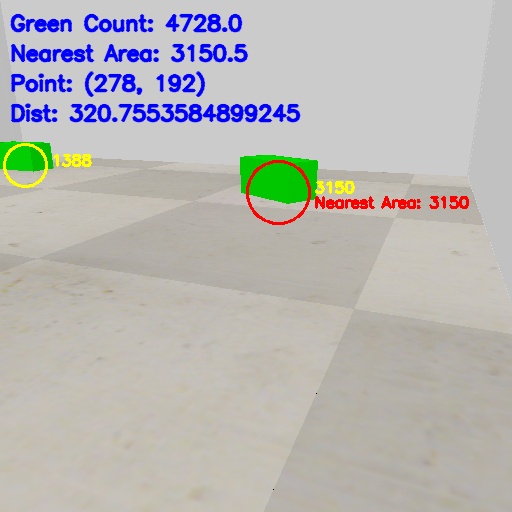 Green Count: 4728.0
Nearest Area: 3150.5
Point: (278, 192)
Dist: 320.7553584899245
1388
3150
Nearest Area: 3150